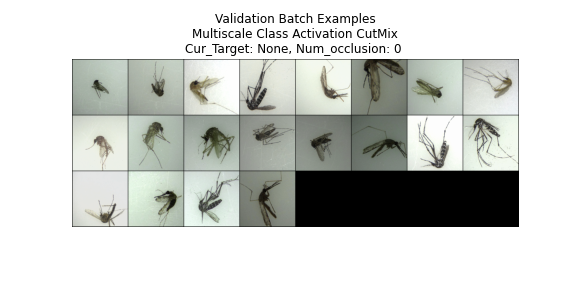 Validation Batch Examples
Multiscale Class Activation CutMix
Cur_Target: None, Num_occlusion: 0